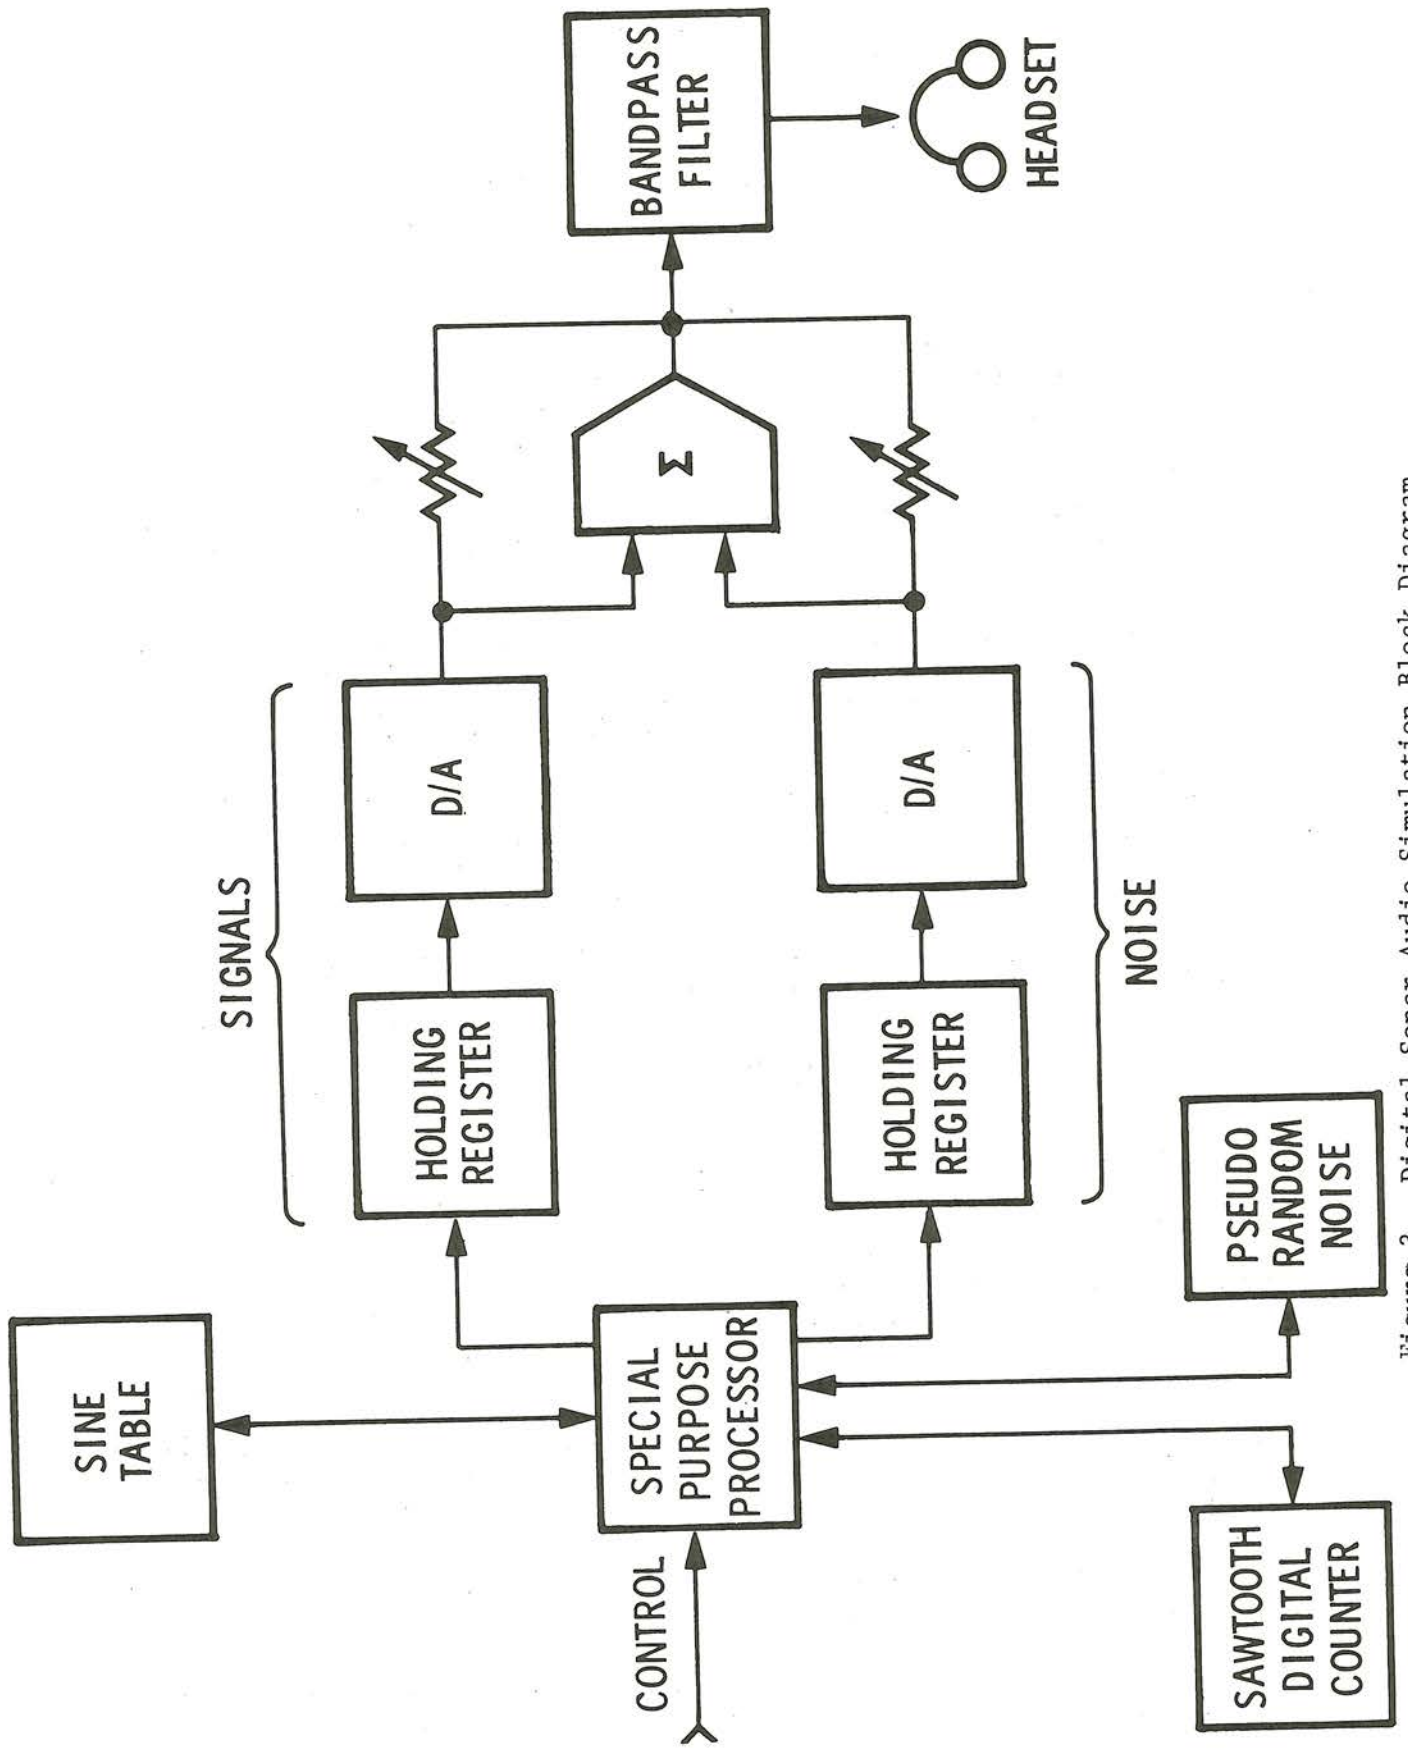 SINE
TABLE
SIGNALS
HOLDING
REGISTER
D/A
CONTROL
SPECIAL
PURPOSE
PROCESSOR
Σ
BANDPASS
FILTER
HEADSET
HOLDING
REGISTER
D/A
NOISE
SAWTOOTH
DIGITAL
COUNTER
PSEUDO
RANDOM
NOISE
Digital Sonar Audio Simulation Block Diagram